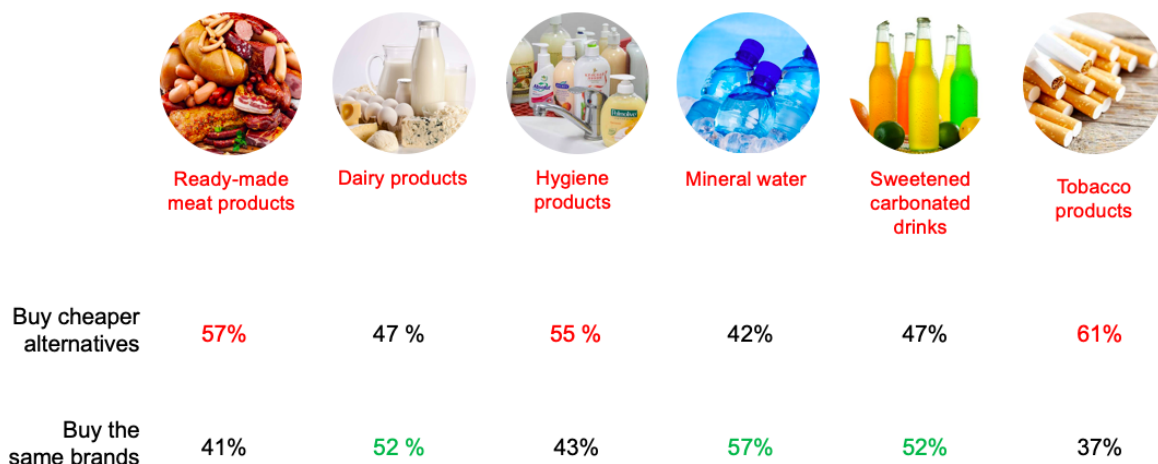 Ready-made
meat products
Dairy products
Hygiene
products
Mineral water
Sweetened
carbonated
drinks
Tobacco
products
Buy cheaper
alternatives
57%
47 %
55 %
42%
47%
61%
Buy the
same brands
41%
52 %
43%
57%
52%
37%